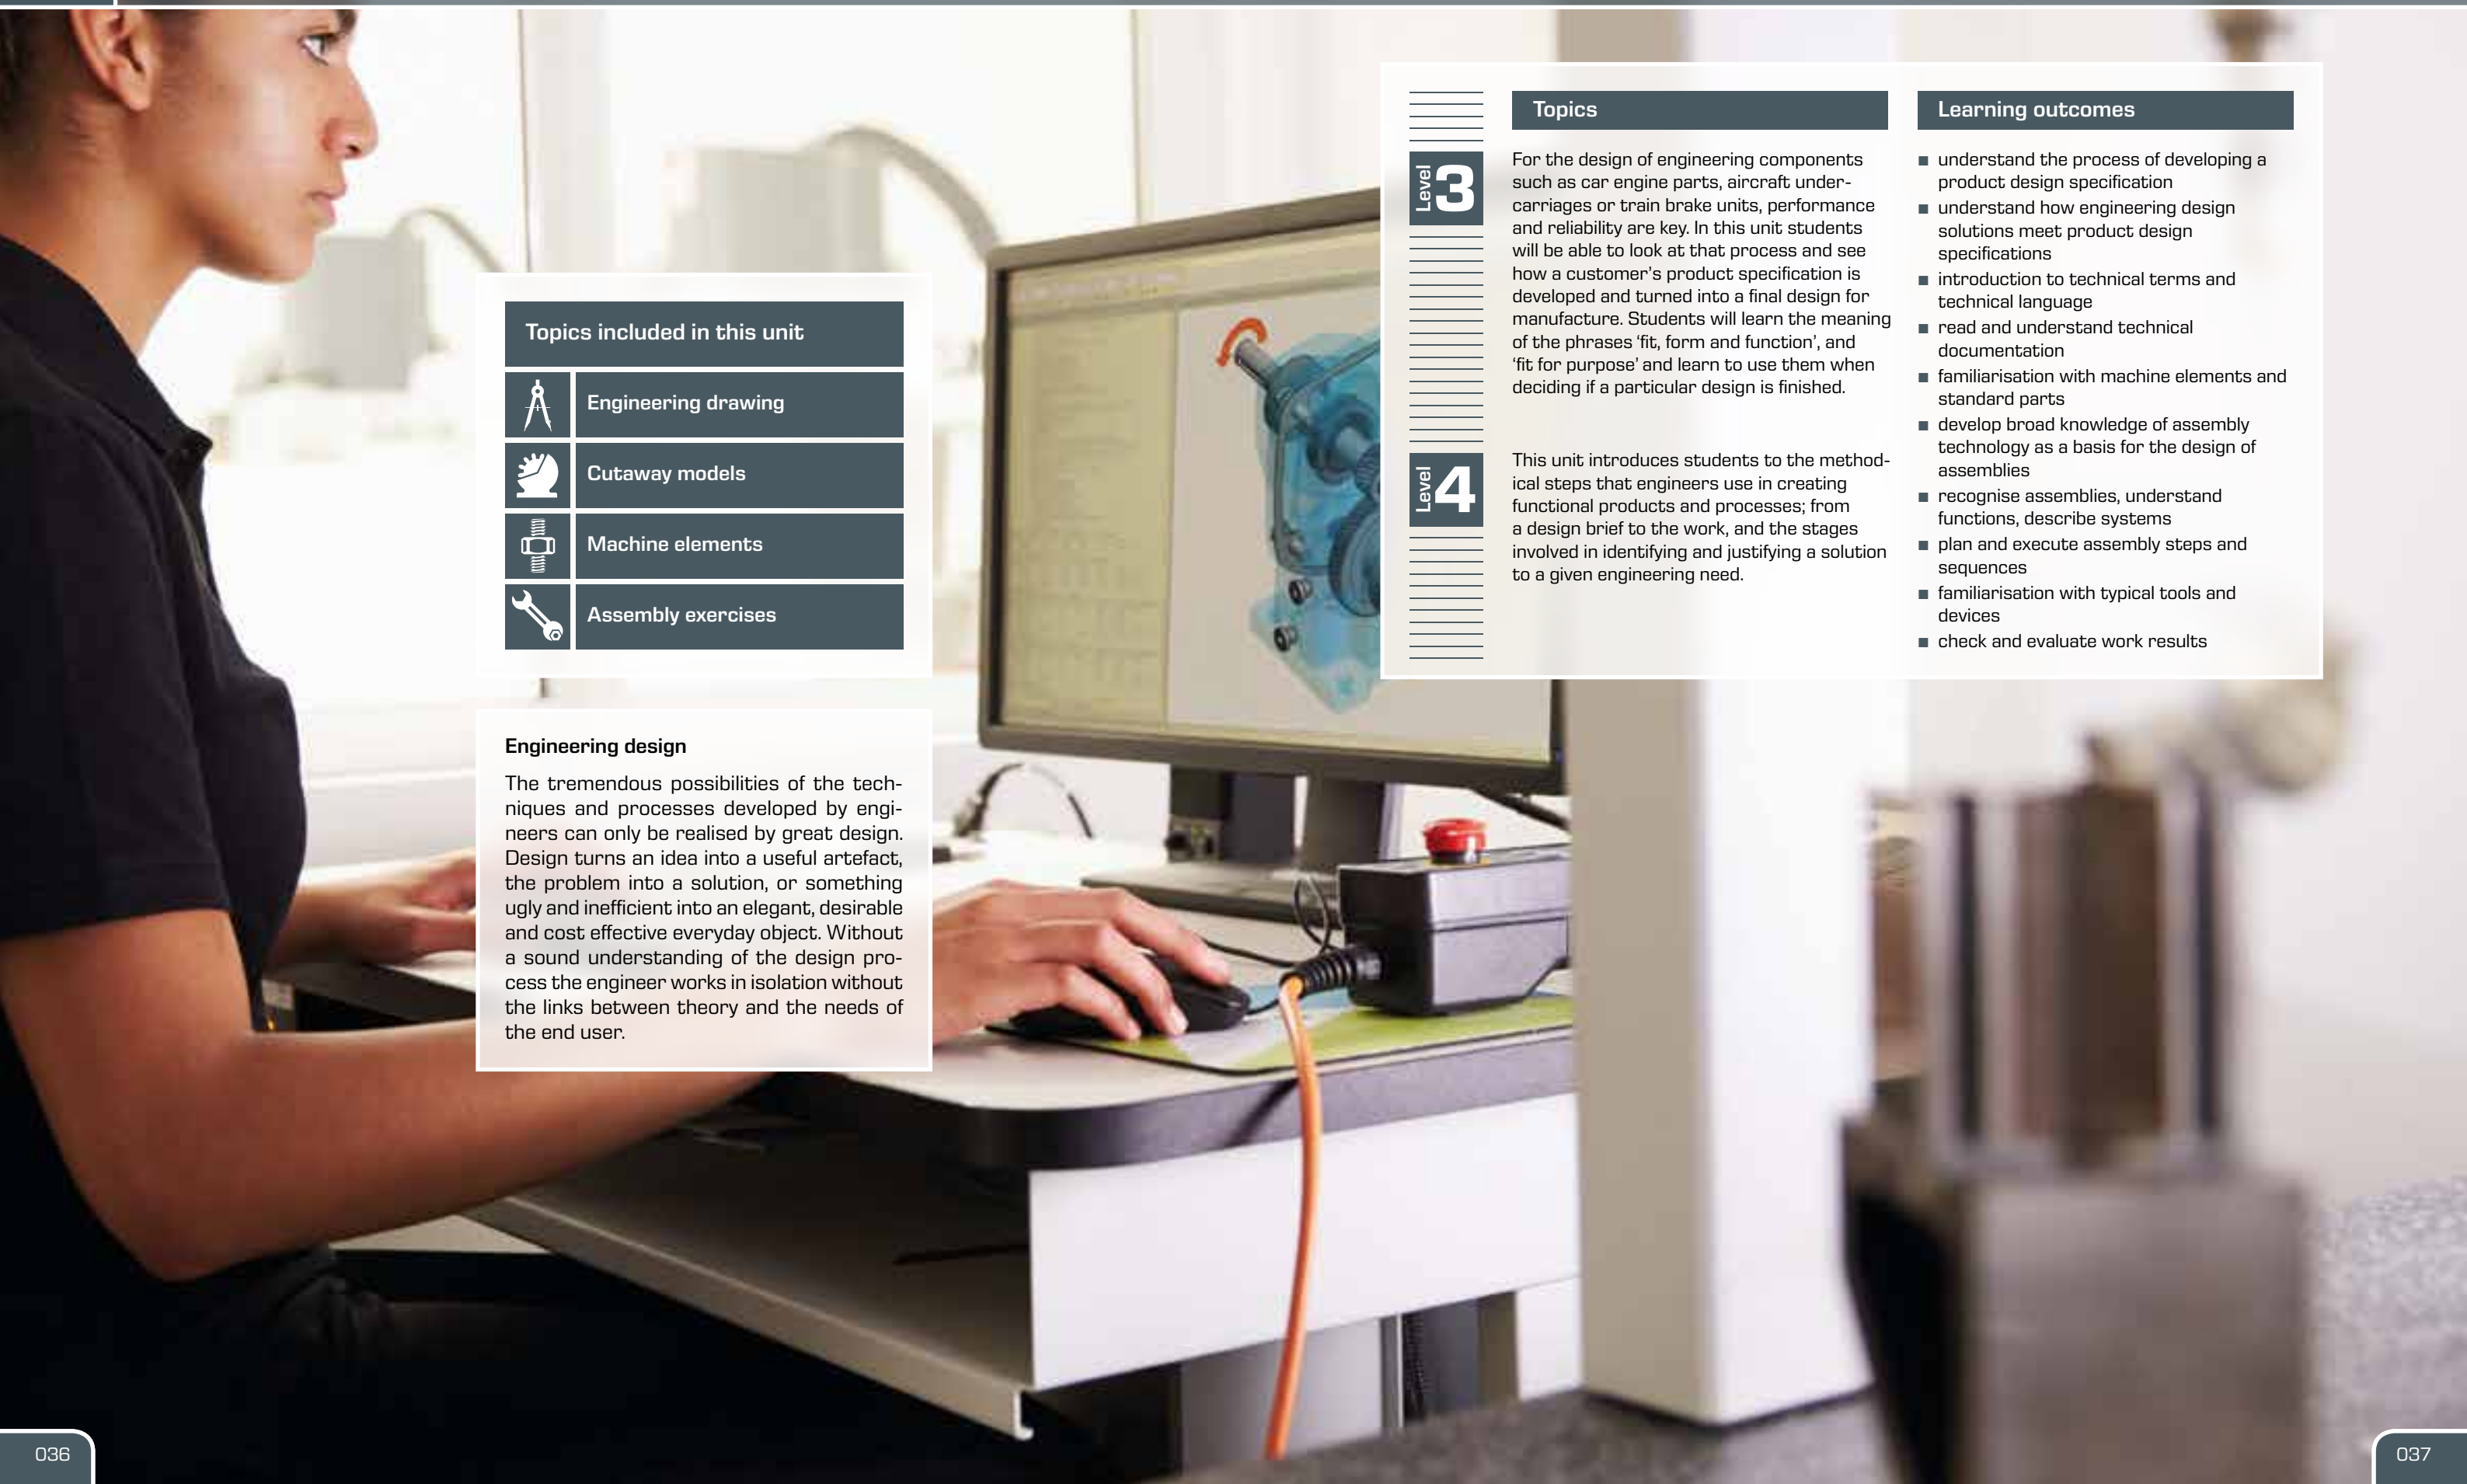 Topics included in this unit
Engineering drawing
Cutaway models
Machine elements
Assembly exercises
Engineering design
The tremendous possibilities of the tech-
niques and processes developed by engi-
neers can only be realised by great design.
Design turns an idea into a useful artefact,
the problem into a solution, or something
ugly and inefficient into an elegant, desirable
and cost effective everyday object. Without
a sound understanding of the design pro-
cess the engineer works in isolation without
the links between theory and the needs of
the end user.
Topics
Level 3
For the design of engineering components
such as car engine parts, aircraft under-
carriages or train brake units, performance
and reliability are key. In this unit students
will be able to look at that process and see
how a customer's product specification is
developed and turned into a final design for
manufacture. Students will learn the meaning
of the phrases ‘fit, form and function’, and
‘fit for purpose’ and learn to use them when
deciding if a particular design is finished.
Level 4
This unit introduces students to the method-
ical steps that engineers use in creating
functional products and processes; from
a design brief to the work, and the stages
involved in identifying and justifying a solution
to a given engineering need.
Learning outcomes
■ understand the process of developing a
product design specification
■ understand how engineering design
solutions meet product design
specifications
■ introduction to technical terms and
technical language
■ read and understand technical
documentation
■ familiarisation with machine elements and
standard parts
■ develop broad knowledge of assembly
technology as a basis for the design of
assemblies
■ recognise assemblies, understand
functions, describe systems
■ plan and execute assembly steps and
sequences
■ familiarisation with typical tools and
devices
■ check and evaluate work results
036
037